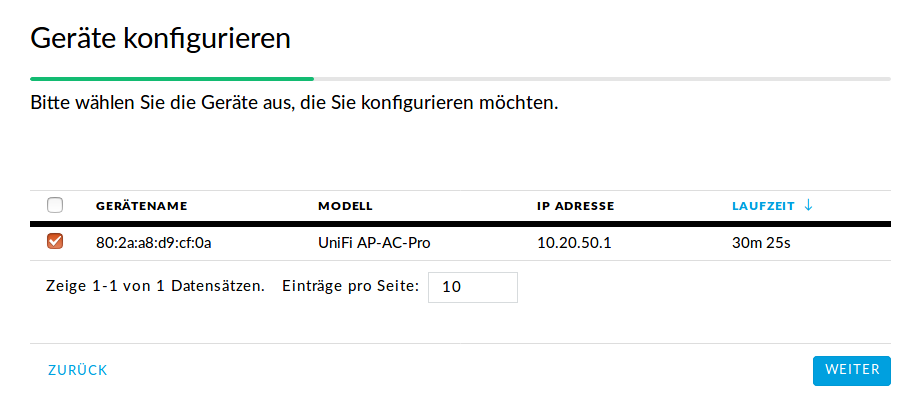 Geräte konfigurieren
Bitte wählen Sie die Geräte aus, die Sie konfigurieren möchten.
GERÄTENAME MODELL IP ADRESSE LAUFZEIT ↓
80:2a:a8:d9:cf:0a UniFi AP-AC-Pro 10.20.50.1 30m 25s
Zeige 1-1 von 1 Datensätzen. Einträge pro Seite: 10
ZURÜCK WEITER